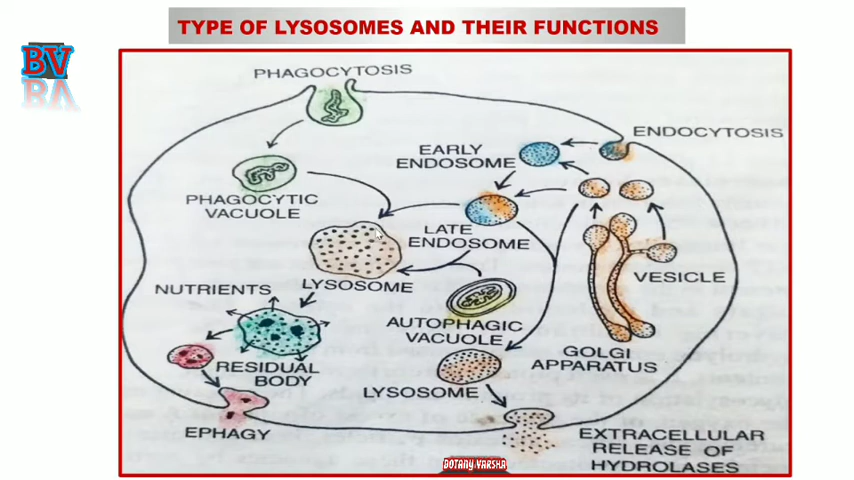 TYPE OF LYSOSOMES AND THEIR FUNCTIONS
BV
PHAGOCYTOSIS
ENDOCYTOSIS
EARLY
ENDOSOME
PHAGOCYTIC
VACUOLE
LATE
ENDOSOME
VESICLE
NUTRIENTS
LYSOSOME
AUTOPHAGIC
VACUOLE
GOLGI
APPARATUS
RESIDUAL
BODY
LYSOSOME
EPHAGY
EXTRACELLULAR
RELEASE OF
HYDROLASES
BOTANY VARSHA